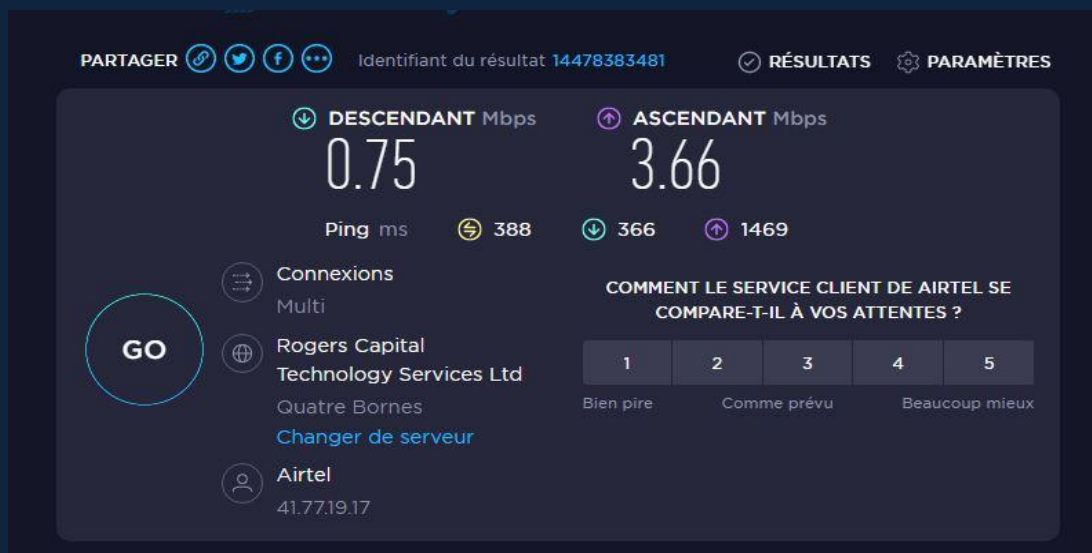 PARTAGER Identifiant du résultat 14478383481 RÉSULTATS PARAMÈTRES
DESCENDANT Mbps ASCENDANT Mbps
0.75 3.66
Ping ms 388 366 1469
Connexions
Multi
GO
Rogers Capital
Technology Services Ltd
Quatre Bornes
Changer de serveur
Airtel
41.77.19.17
COMMENT LE SERVICE CLIENT DE AIRTEL SE
COMPARE-T-IL À VOS ATTENTES ?
1 2 3 4 5
Bien pire Comme prévu Beaucoup mieux